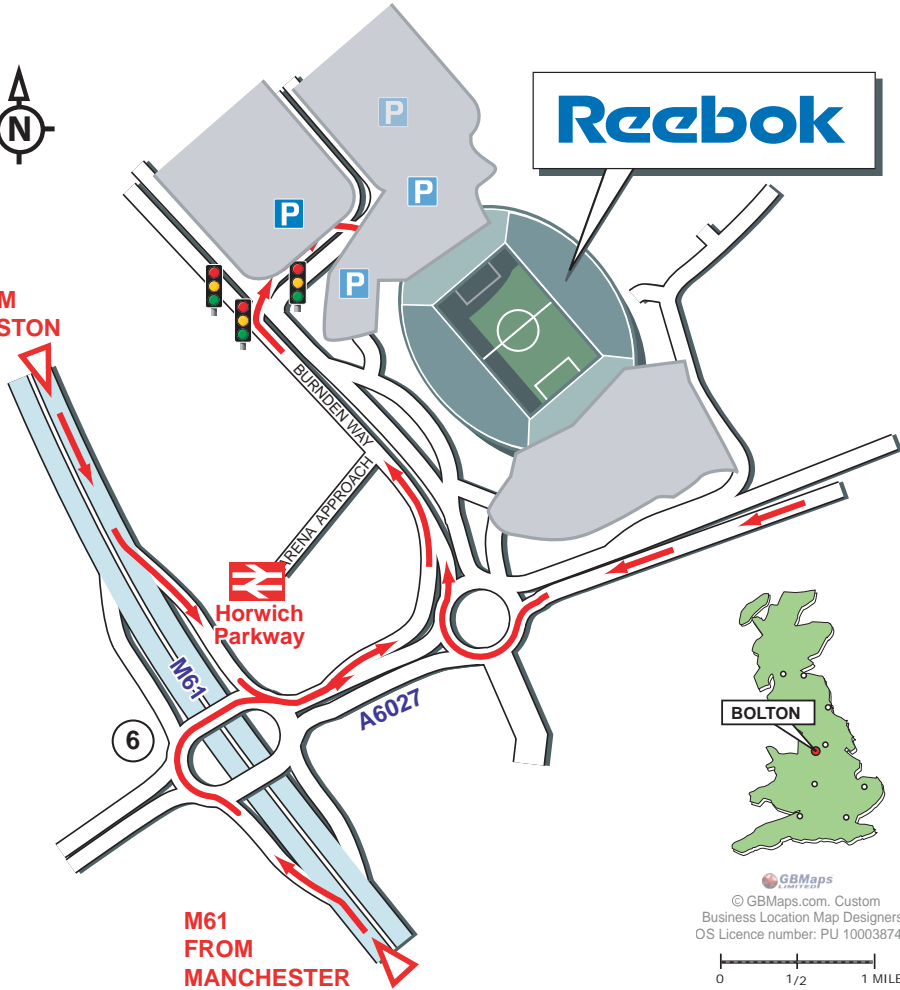 N
P
P
P
P
Reebok
M
STON
BURNDEN WAY
ARENA APPROACH
Horwich
Parkway
M61
A6027
6
BOLTON
M61
FROM
MANCHESTER
GBMaps
LIMITED
© GBMaps.com. Custom
Business Location Map Designers
OS Licence number: PU 10003874
0 1/2 1 MILE